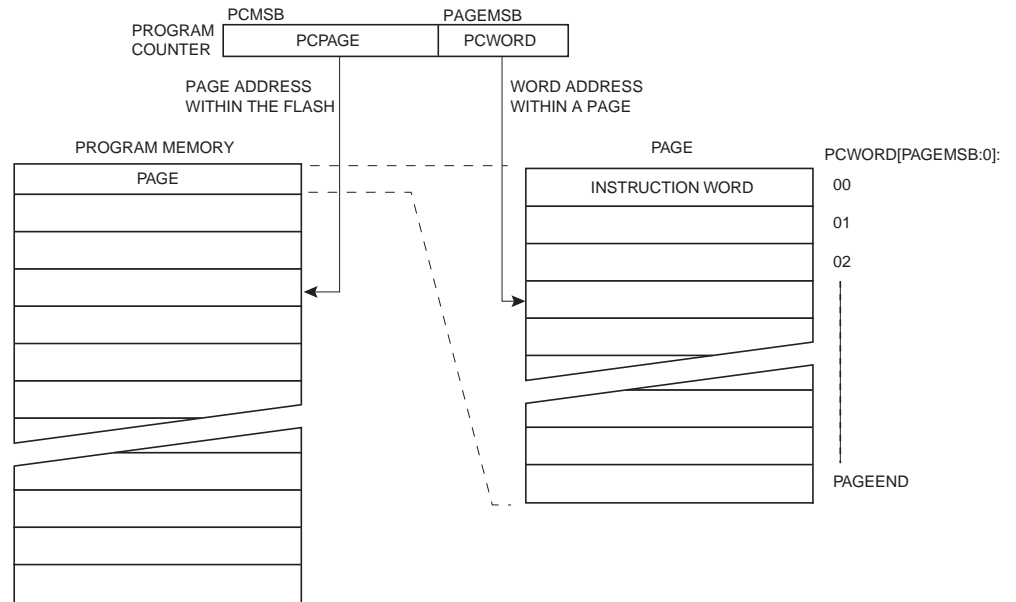 PCMSB
PAGEMSB
PROGRAM
COUNTER
PCPAGE
PCWORD
PAGE ADDRESS
WITHIN THE FLASH
WORD ADDRESS
WITHIN A PAGE
PROGRAM MEMORY
PAGE
PCWORD[PAGEMSB:0]:
PAGE
INSTRUCTION WORD
00
01
02
PAGEEND